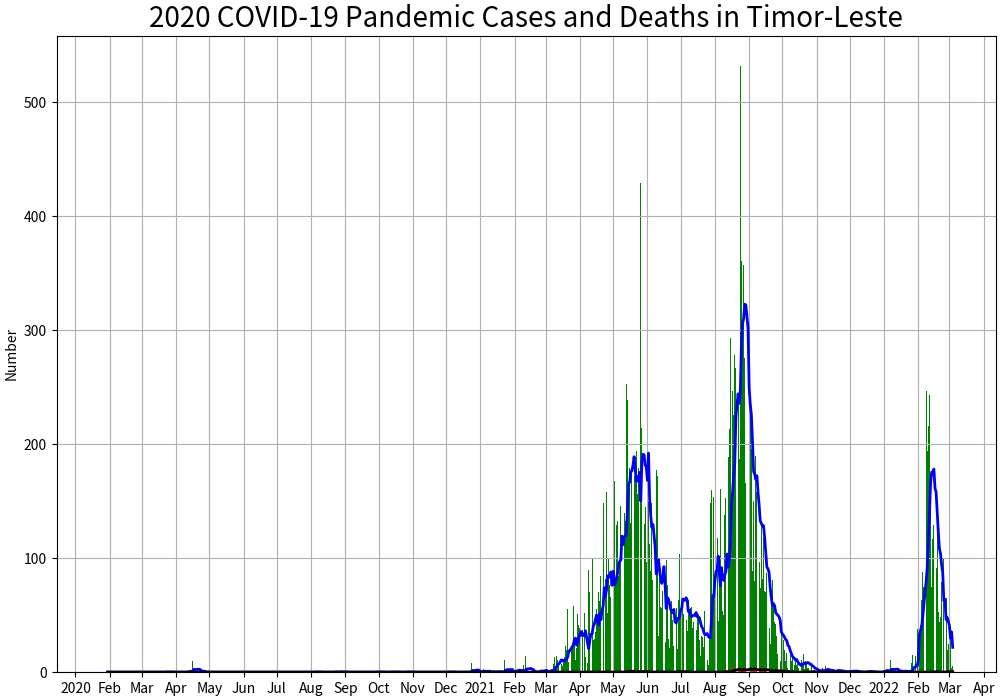 2020 COVID-19 Pandemic Cases and Deaths in Timor-Leste
Number
500
400
300
200
100
0
2020 Feb Mar Apr May Jun Jul Aug Sep Oct Nov Dec 2021 Feb Mar Apr May Jun Jul Aug Sep Oct Nov Dec 2022 Feb Mar Apr